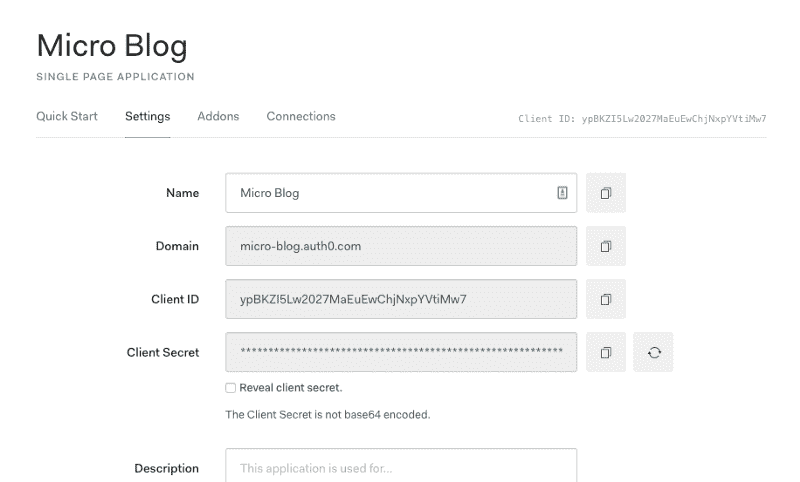 Micro Blog
SINGLE PAGE APPLICATION
Quick Start Settings Addons Connections Client ID: ypBKZI5Lw2027MaEuEwChjNxpYVtiMw7
Name Micro Blog
Domain micro-blog.auth0.com
Client ID ypBKZI5Lw2027MaEuEwChjNxpYVtiMw7
Client Secret **********************************************************
Reveal client secret.
The Client Secret is not base64 encoded.
Description This application is used for...